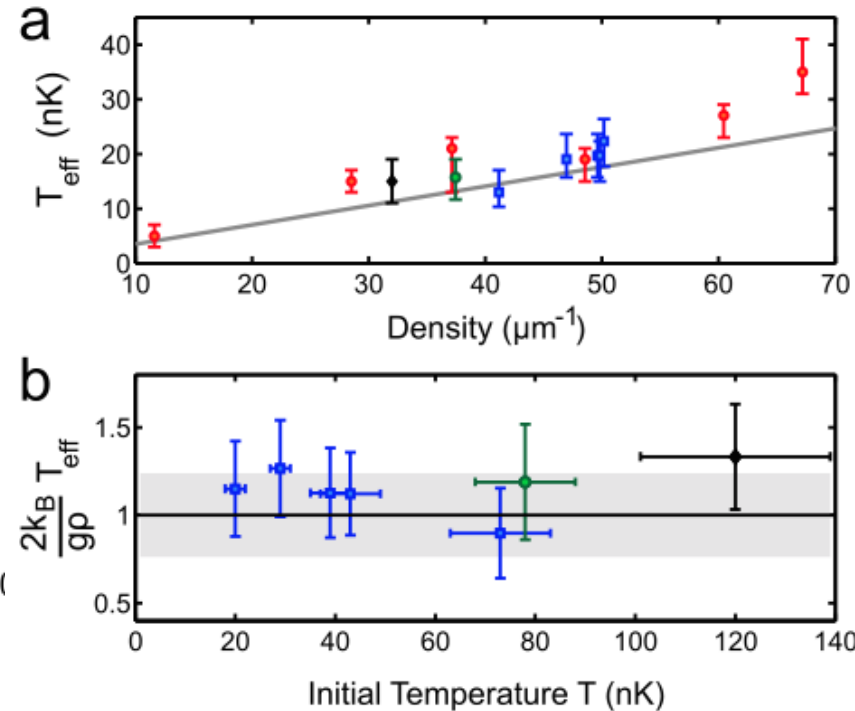 a
40
30
20
10
0
T_eff (nK)
10 20 30 40 50 60 70
Density (μm^-1)
b
1.5
1
0.5
2k_B T_eff
gρ
0 20 40 60 80 100 120 140
Initial Temperature T (nK)